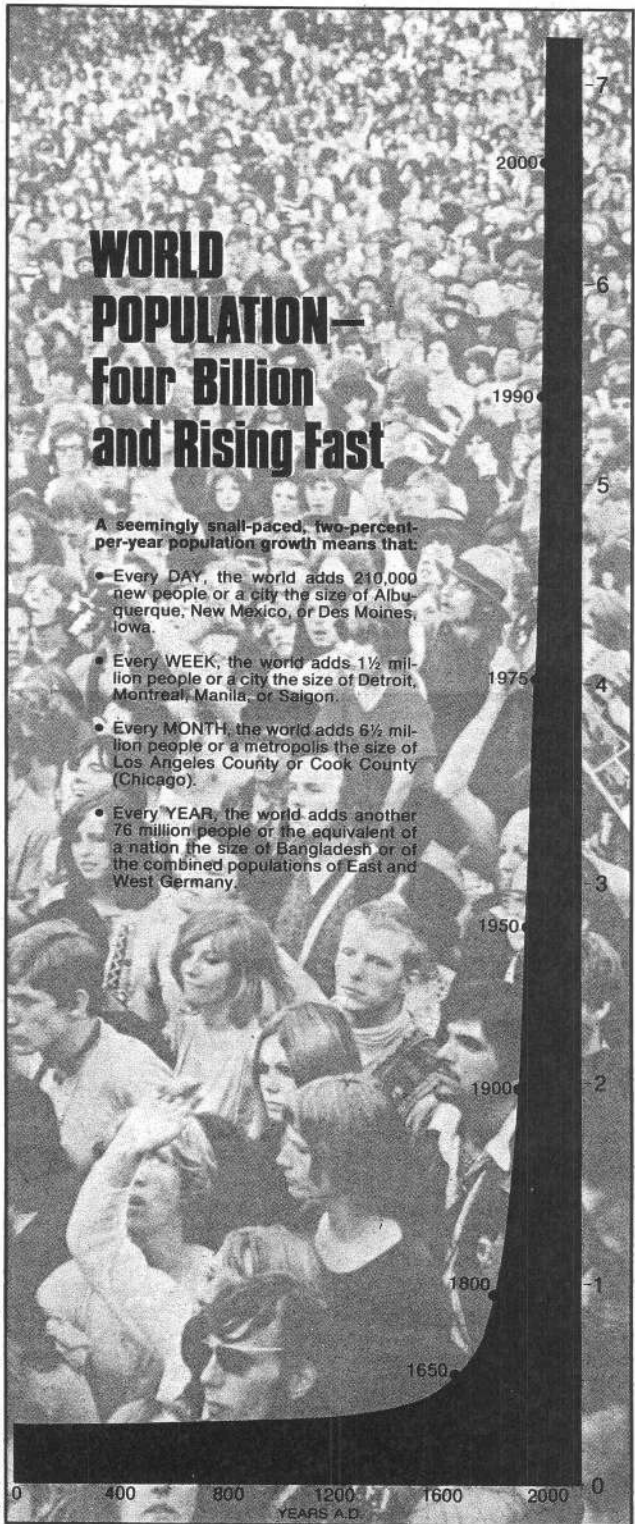 WORLD
POPULATION—
Four Billion
and Rising Fast
A seemingly snail-paced, two-percent-
per-year population growth means that:
• Every DAY, the world adds 210,000
new people or a city the size of Albu-
querque, New Mexico, or Des Moines,
Iowa.
• Every WEEK, the world adds 1½ mil-
lion people or a city the size of Detroit,
Montreal, Manila, or Saigon.
• Every MONTH, the world adds 6½ mil-
lion people or a metropolis the size of
Los Angeles County or Cook County
(Chicago).
• Every YEAR, the world adds another
76 million people or the equivalent of
a nation the size of Bangladesh or of
the combined populations of East and
West Germany.
7
2000
6
1990
5
1975
4
3
1950
1900
2
1800
1
1650
0
0 400 800 1200 1600 2000
YEARS A.D.